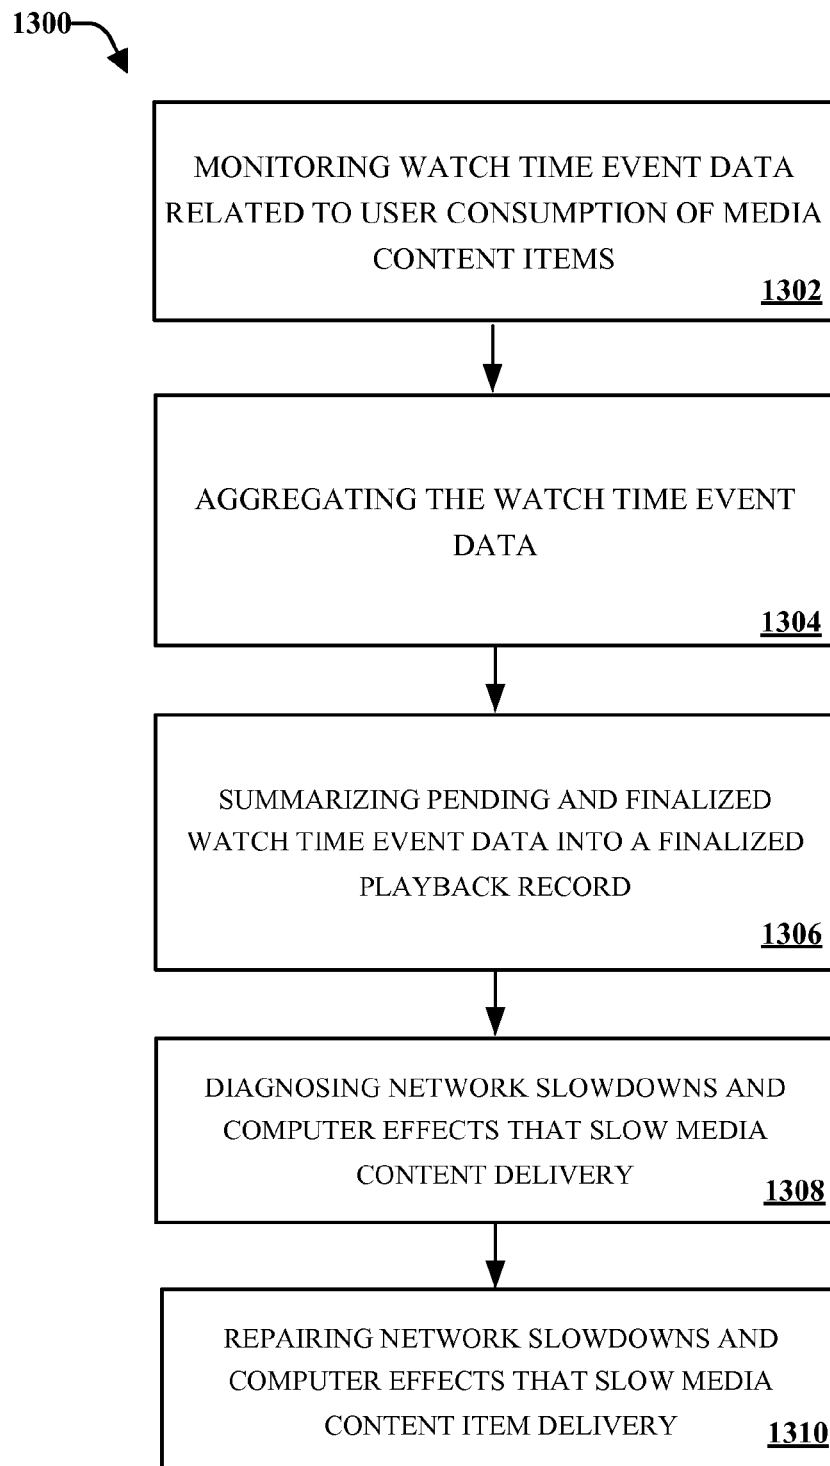 1300
MONITORING WATCH TIME EVENT DATA
RELATED TO USER CONSUMPTION OF MEDIA
CONTENT ITEMS
1302
AGGREGATING THE WATCH TIME EVENT
DATA
1304
SUMMARIZING PENDING AND FINALIZED
WATCH TIME EVENT DATA INTO A FINALIZED
PLAYBACK RECORD
1306
DIAGNOSING NETWORK SLOWDOWNS AND
COMPUTER EFFECTS THAT SLOW MEDIA
CONTENT DELIVERY
1308
REPAIRING NETWORK SLOWDOWNS AND
COMPUTER EFFECTS THAT SLOW MEDIA
CONTENT ITEM DELIVERY
1310